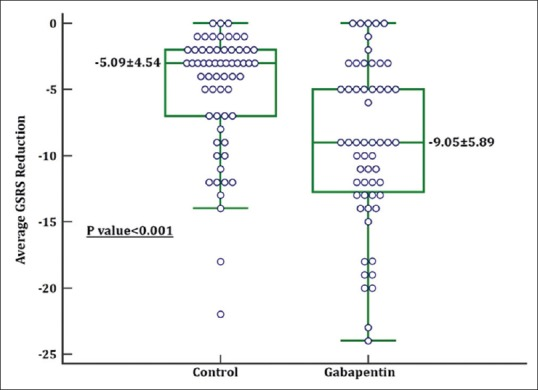 Average GSRS Reduction
0
-5
-10
-15
-20
-25
-5.09±4.54
-9.05±5.89
P value<0.001
Control
Gabapentin